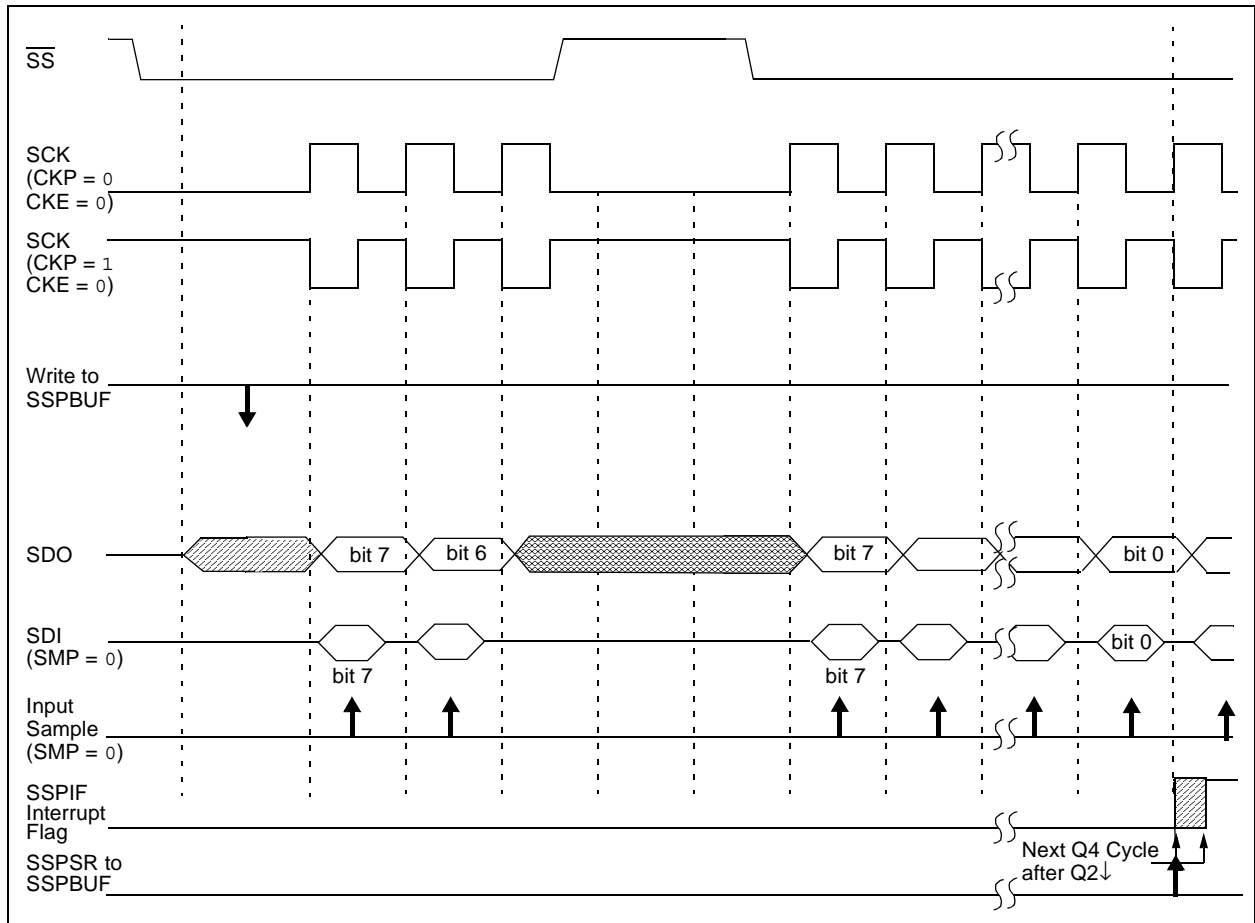 SS
SCK
(CKP = 0
CKE = 0)
SCK
(CKP = 1
CKE = 0)
Write to
SSPBUF
SDO
bit 7
bit 6
bit 7
bit 0
SDI
(SMP = 0)
bit 7
bit 7
bit 0
Input
Sample
(SMP = 0)
SSPIF
Interrupt
Flag
SSPSR to
SSPBUF
Next Q4 Cycle
after Q2↓